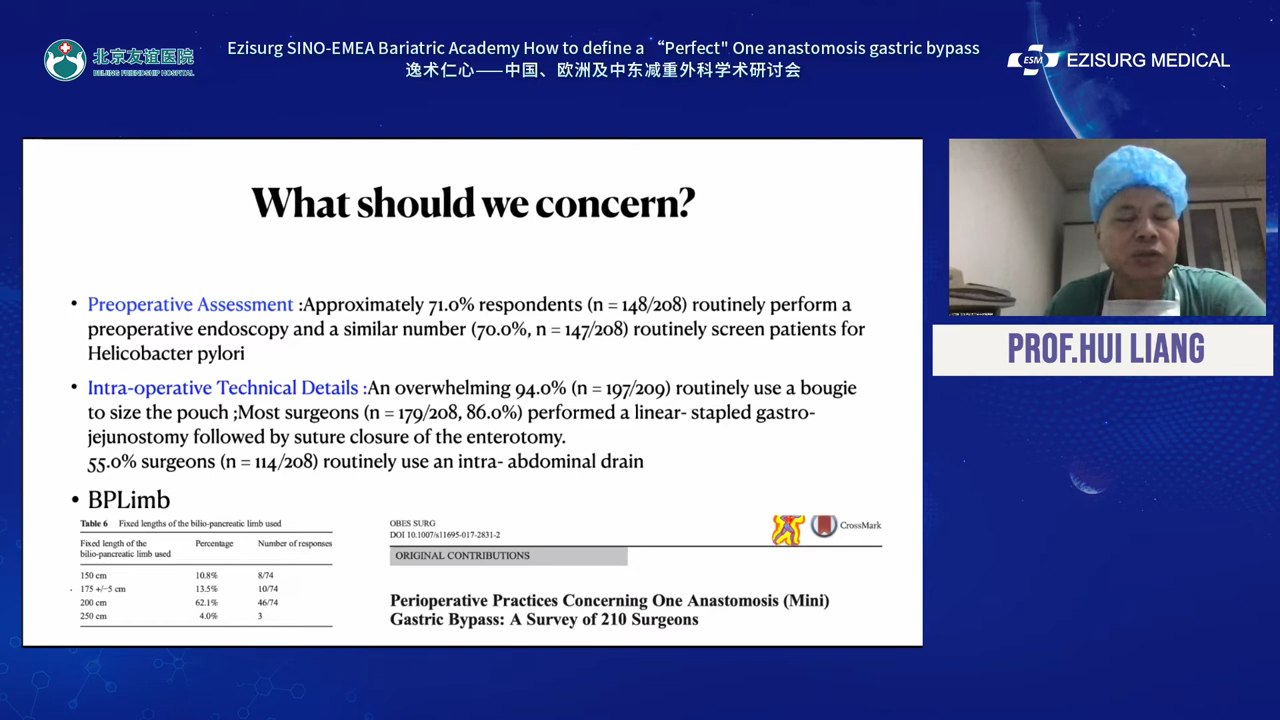 北京友谊医院
BEIJING FRIENDSHIP HOSPITAL
Ezisurg SINO-EMEA Bariatric Academy How to define a “Perfect" One anastomosis gastric bypass
逸术仁心——中国、欧洲及中东减重外科学术研讨会
ESM EZISURG MEDICAL
What should we concern?
• Preoperative Assessment :Approximately 71.0% respondents (n = 148/208) routinely perform a
preoperative endoscopy and a similar number (70.0%, n = 147/208) routinely screen patients for
Helicobacter pylori
• Intra-operative Technical Details :An overwhelming 94.0% (n = 197/209) routinely use a bougie
to size the pouch ;Most surgeons (n = 179/208, 86.0%) performed a linear- stapled gastro-
jejunostomy followed by suture closure of the enterotomy.
55.0% surgeons (n = 114/208) routinely use an intra- abdominal drain
• BPLimb
Table 6 Fixed lengths of the bilio-pancreatic limb used
Fixed length of the
bilio-pancreatic limb used
Percentage
Number of responses
150 cm 10.8% 8/74
175 +/−5 cm 13.5% 10/74
200 cm 62.1% 46/74
250 cm 4.0% 3
OBES SURG
DOI 10.1007/s11695-017-2831-2
CrossMark
ORIGINAL CONTRIBUTIONS
Perioperative Practices Concerning One Anastomosis (Mini)
Gastric Bypass: A Survey of 210 Surgeons
PROF.HUI LIANG